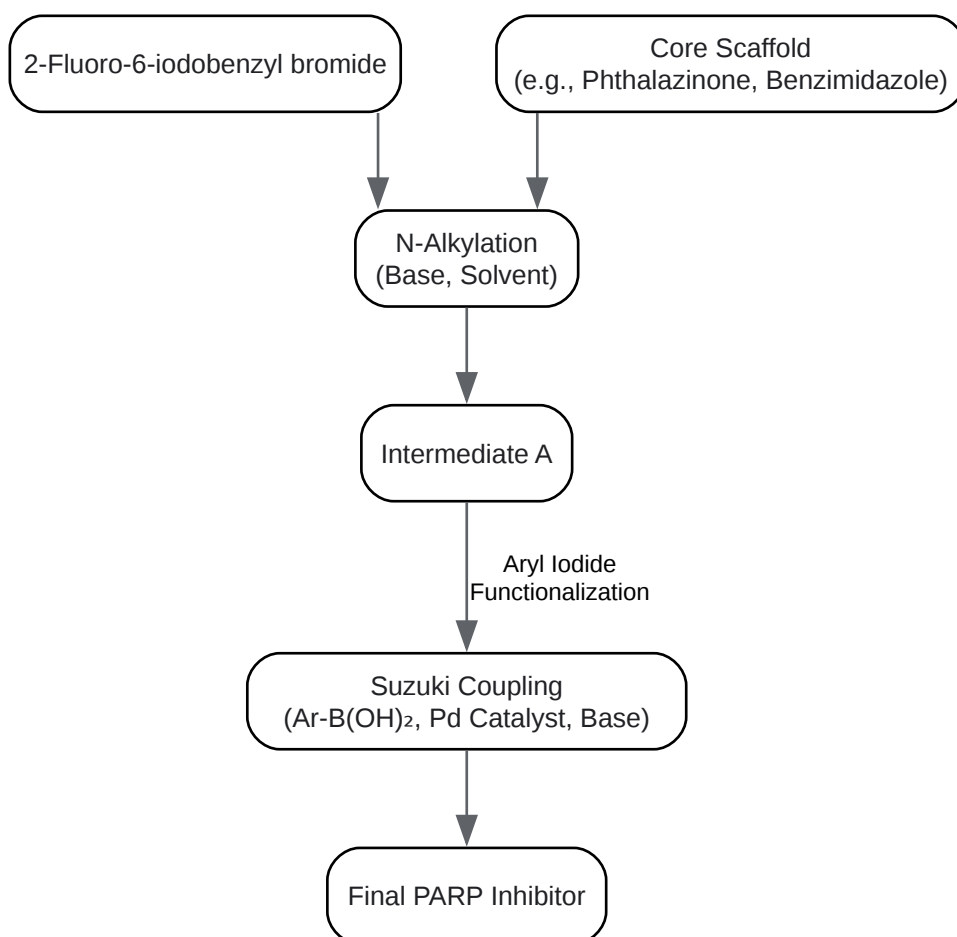 2-Fluoro-6-iodobenzyl bromide
Core Scaffold
(e.g., Phthalazinone, Benzimidazole)
N-Alkylation
(Base, Solvent)
Intermediate A
Aryl Iodide
Functionalization
Suzuki Coupling
(Ar-B(OH)₂, Pd Catalyst, Base)
Final PARP Inhibitor